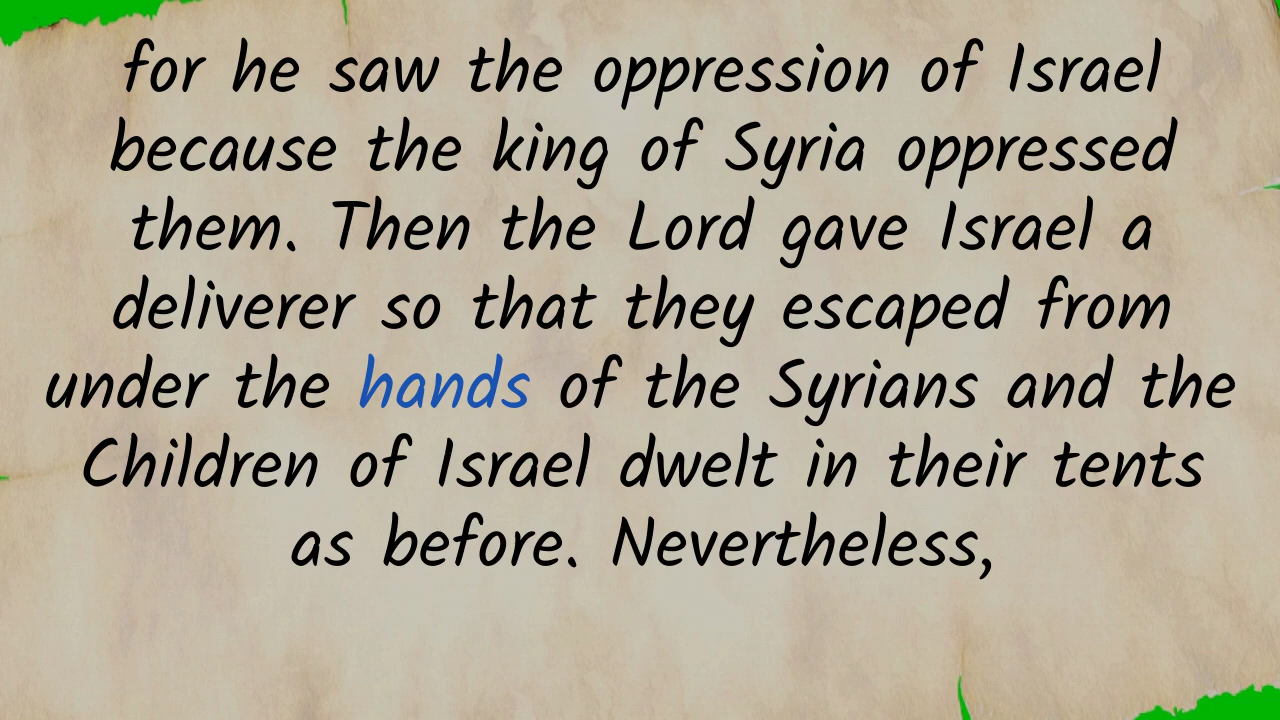 for he saw the oppression of Israel
because the king of Syria oppressed
them. Then the Lord gave Israel a
deliverer so that they escaped from
under the hands of the Syrians and the
Children of Israel dwelt in their tents
as before. Nevertheless,